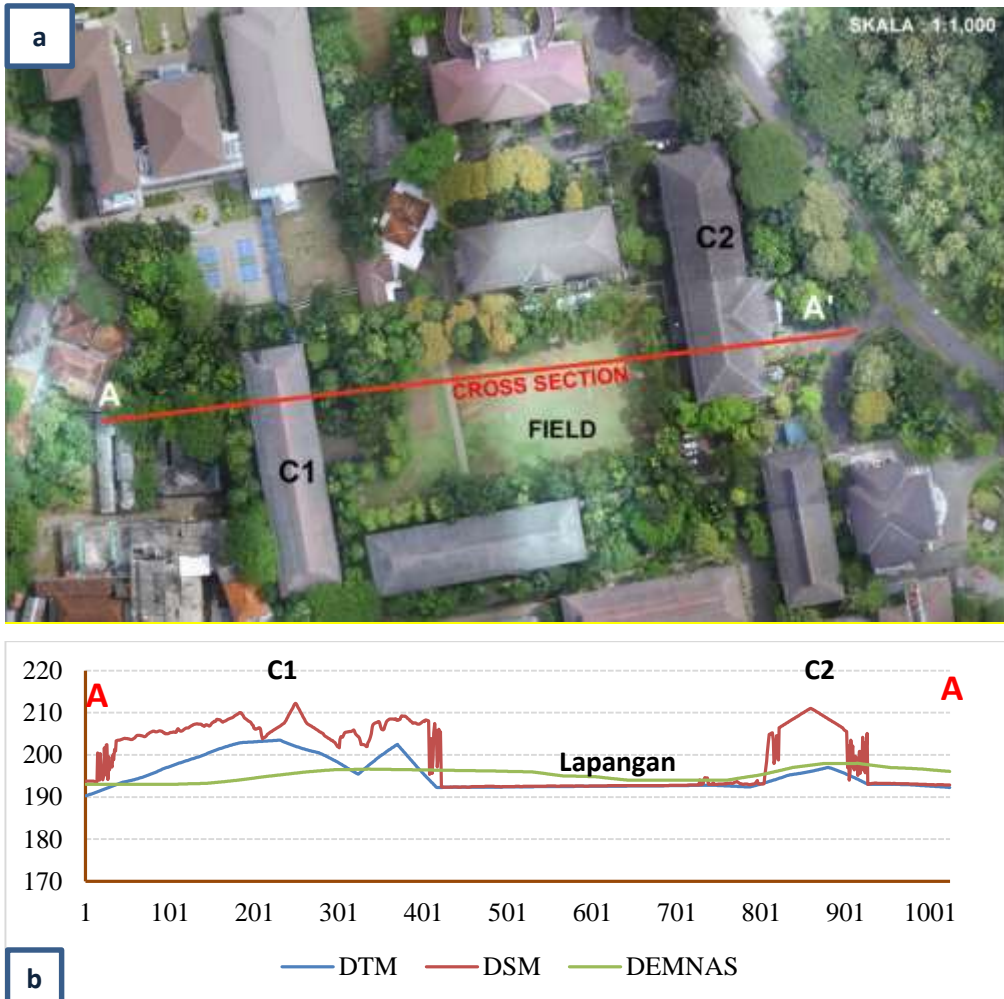 a
SKALA : 1:1,000
C2
A'
A
CROSS SECTION
FIELD
C1
220
210
200
190
180
170
C1
C2
A
A
Lapangan
1
101
201
301
401
501
601
701
801
901
1001
DTM
DSM
DEMNAS
b